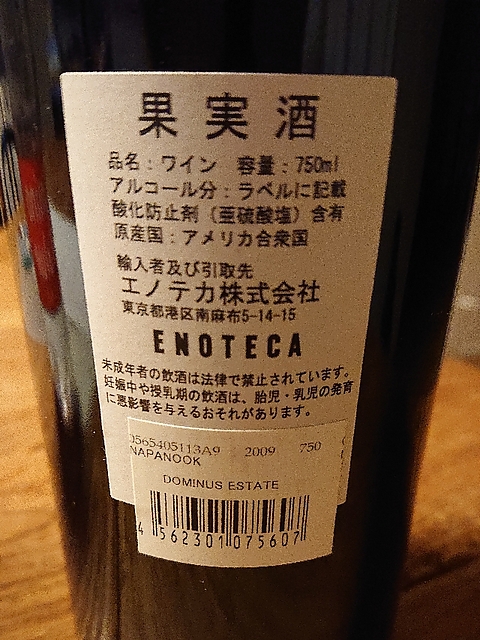 果実酒
品名：ワイン 容量：750ml
アルコール分：ラベルに記載
酸化防止剤（亜硫酸塩）含有
原産国：アメリカ合衆国
輸入者及び引取先
エノテカ株式会社
東京都港区南麻布5-14-15
ENOTECA
未成年者の飲酒は法律で禁止されています。
妊娠中や授乳期の飲酒は、胎児・乳児の発育
に悪影響を与えるおそれがあります。
0565405113A9 2009 750
NAPANOOK
DOMINUS ESTATE
4 562301 075607